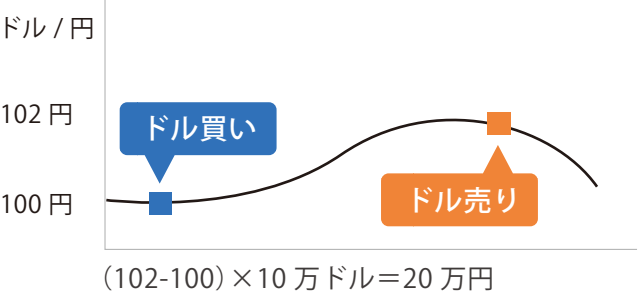 ドル / 円
102 円
ドル買い
100 円
ドル売り
(102-100)×10 万ドル=20 万円